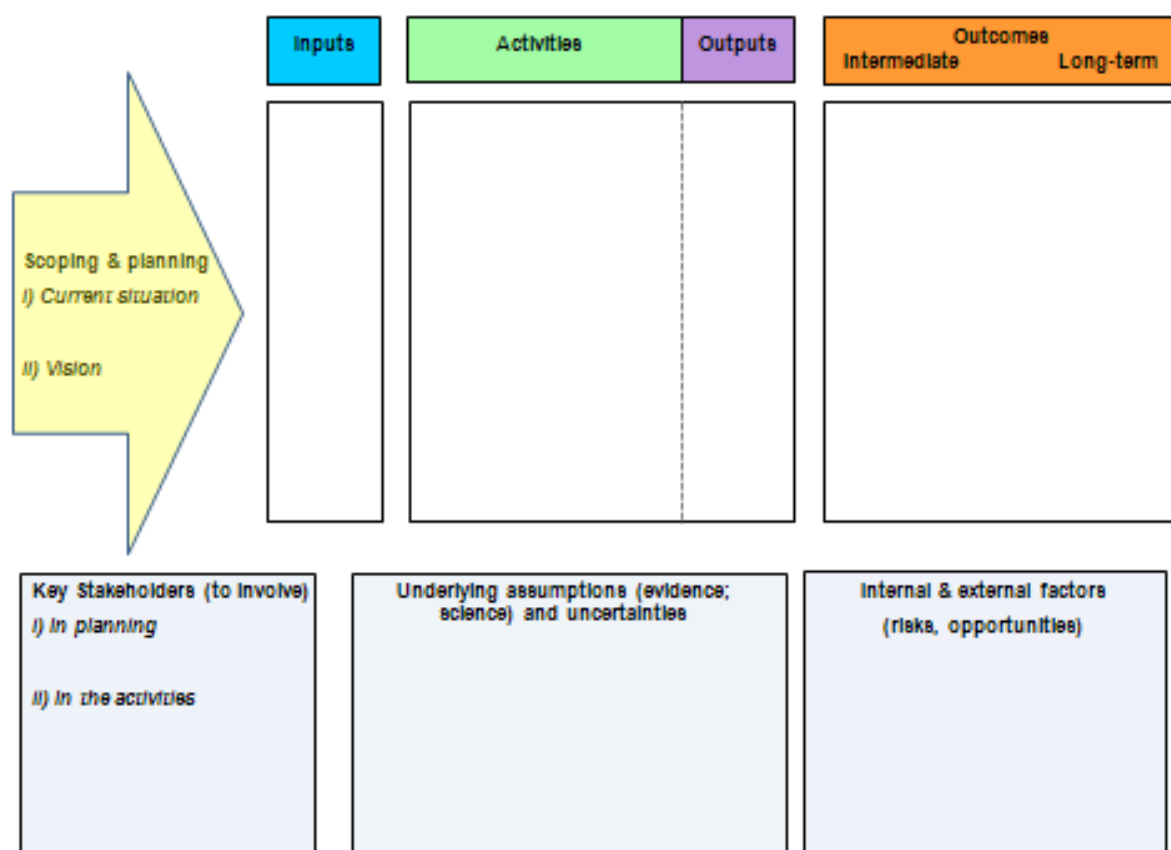 Inputs
Activities
Outputs
Outcomes
Intermediate Long-term
Scoping & planning
i) Current situation
ii) Vision
Key Stakeholders (to involve)
i) In planning
ii) In the activities
Underlying assumptions (evidence;
science) and uncertainties
Internal & external factors
(risks, opportunities)